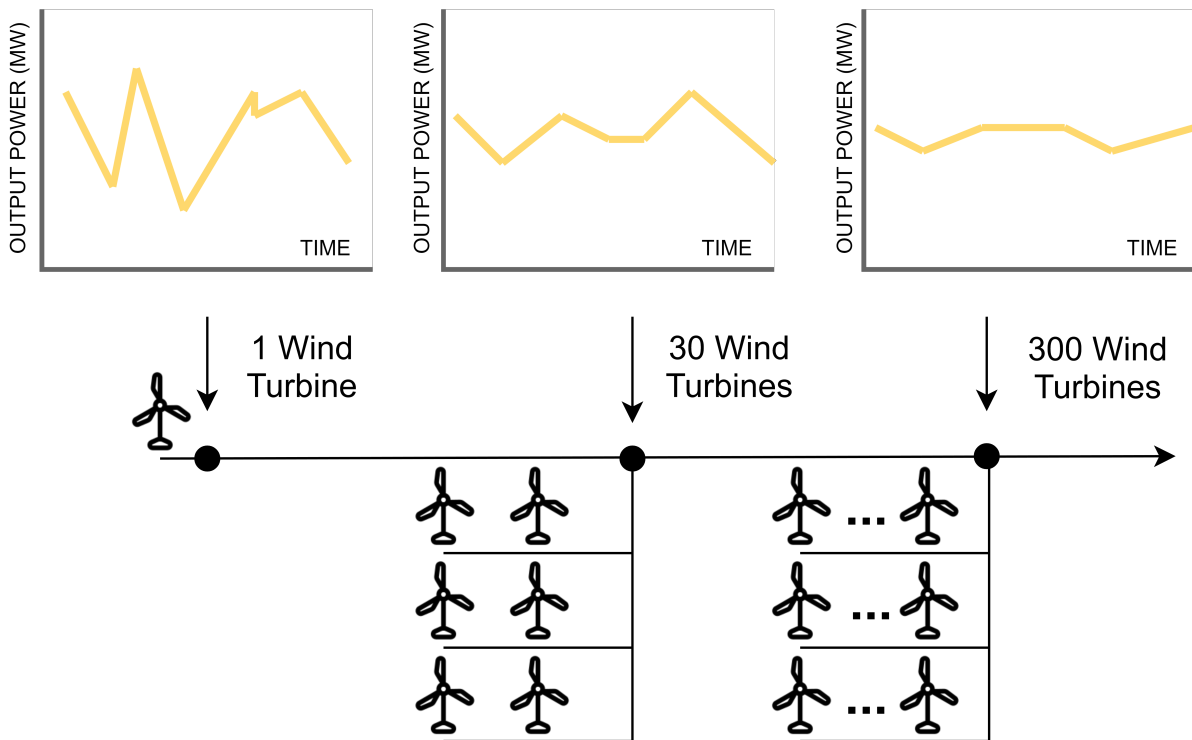 OUTPUT POWER (MW)
TIME
OUTPUT POWER (MW)
TIME
OUTPUT POWER (MW)
TIME
1 Wind
Turbine
30 Wind
Turbines
300 Wind
Turbines
...
...
...